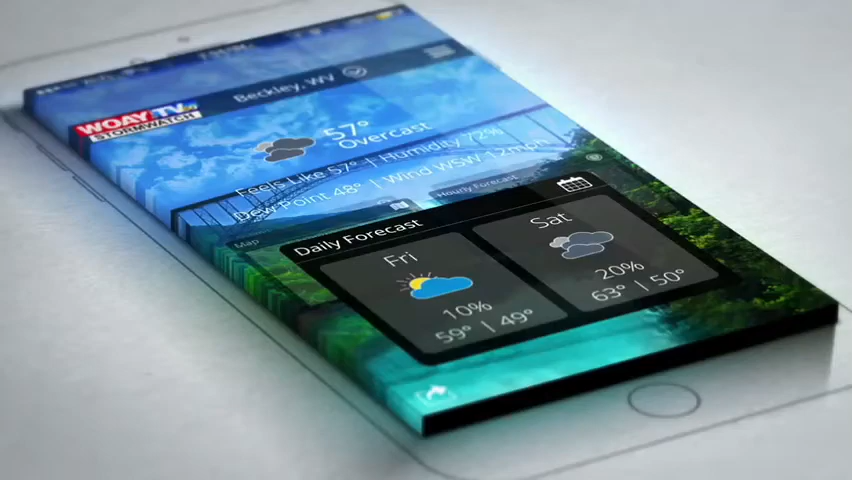 Beckley, WV
WOAY-TV
STORMWATCH
57°
Overcast
Feels Like 57° | Humidity 72%
Dew Point 48° | Wind WSW 12mph
Hourly Forecast
Map
Daily Forecast
Fri
10%
59° | 49°
Sat
20%
63° | 50°